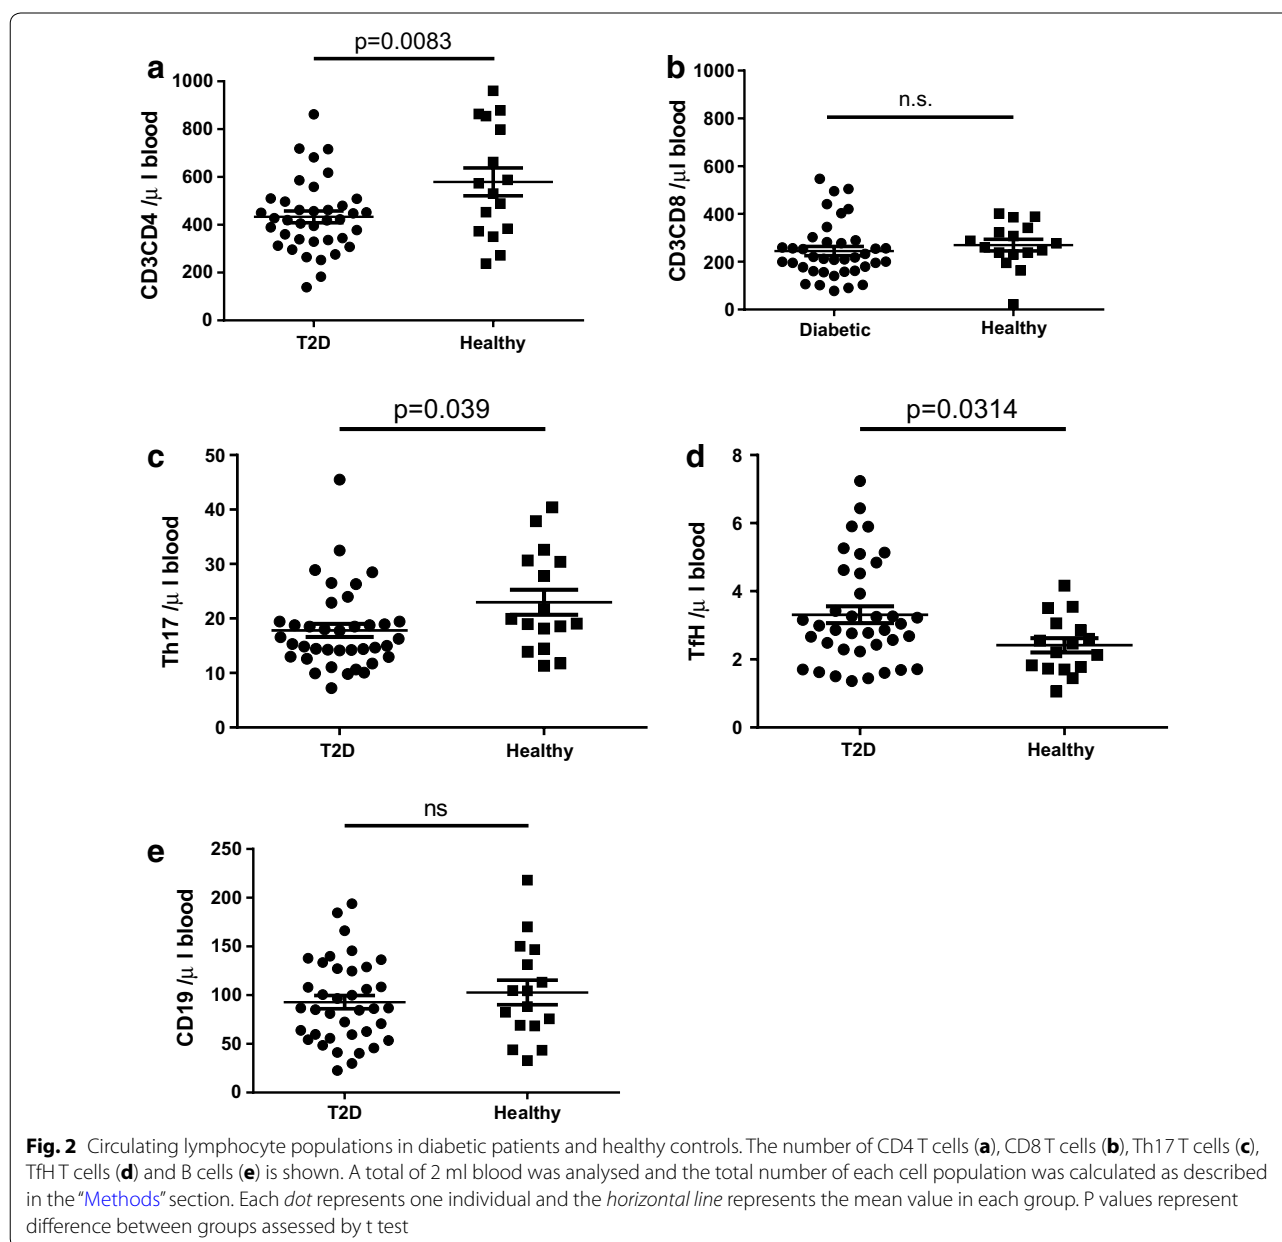 a
p=0.0083
CD3CD4 /μ l blood
1000
800
600
400
200
0
T2D Healthy
b
n.s.
CD3CD8 /μl blood
1000
800
600
400
200
0
Diabetic Healthy
c
p=0.039
Th17 /μ l blood
50
40
30
20
10
0
T2D Healthy
d
p=0.0314
TfH /μ l blood
8
6
4
2
0
T2D Healthy
e
ns
CD19 /μ l blood
250
200
150
100
50
0
T2D Healthy
Fig. 2 Circulating lymphocyte populations in diabetic patients and healthy controls. The number of CD4 T cells (a), CD8 T cells (b), Th17 T cells (c),
TfH T cells (d) and B cells (e) is shown. A total of 2 ml blood was analysed and the total number of each cell population was calculated as described
in the “Methods” section. Each dot represents one individual and the horizontal line represents the mean value in each group. P values represent
difference between groups assessed by t test